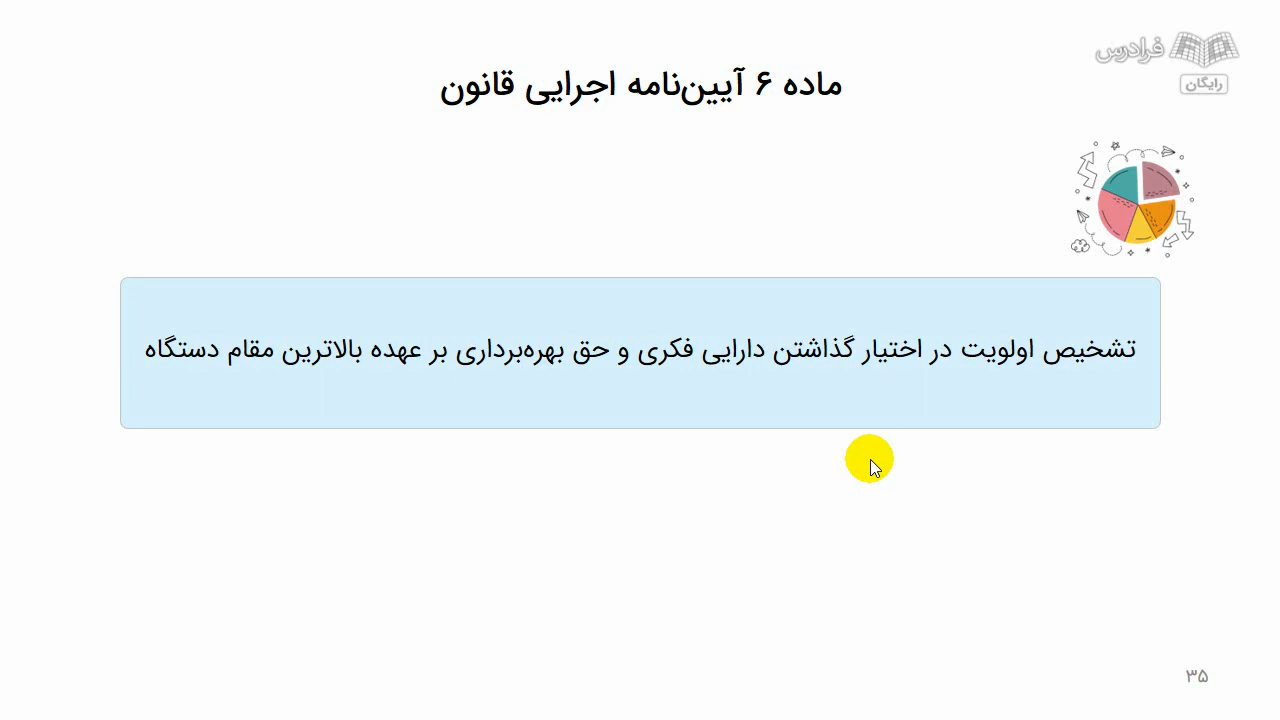 فرادرس
رایگان
ماده ۶ آیین‌نامه اجرایی قانون
تشخیص اولویت در اختیار گذاشتن دارایی فکری و حق بهره‌برداری بر عهده بالاترین مقام دستگاه
۳۵